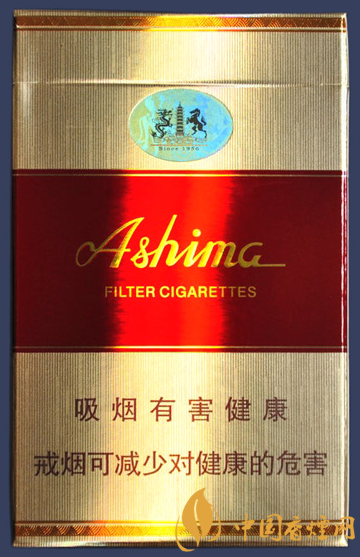 Since 1956
Ashima
FILTER CIGARETTES
吸烟有害健康
戒烟可减少对健康的危害
中国香烟网